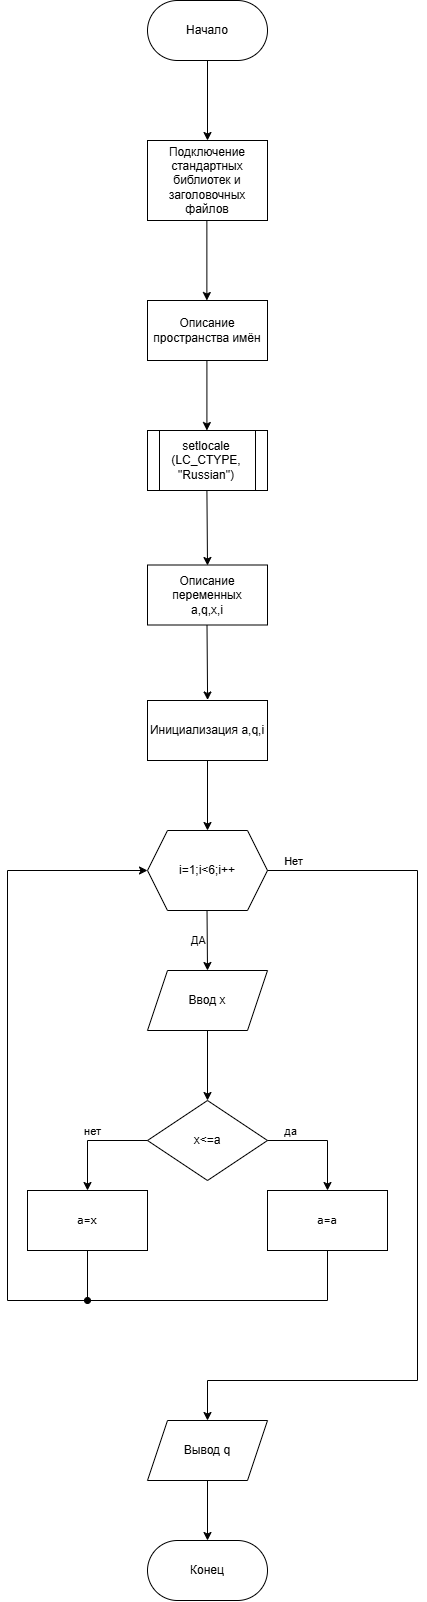 Начало
Подключение
стандартных
библиотек и
заголовочных
файлов
Описание
пространства имён
setlocale
(LC_CTYPE,
"Russian")
Описание
переменных
a,q,x,i
Инициализация a,q,i
i=1;i<6;i++
Нет
ДА
Ввод x
x<=a
нет
да
a=x
a=a
Вывод q
Конец